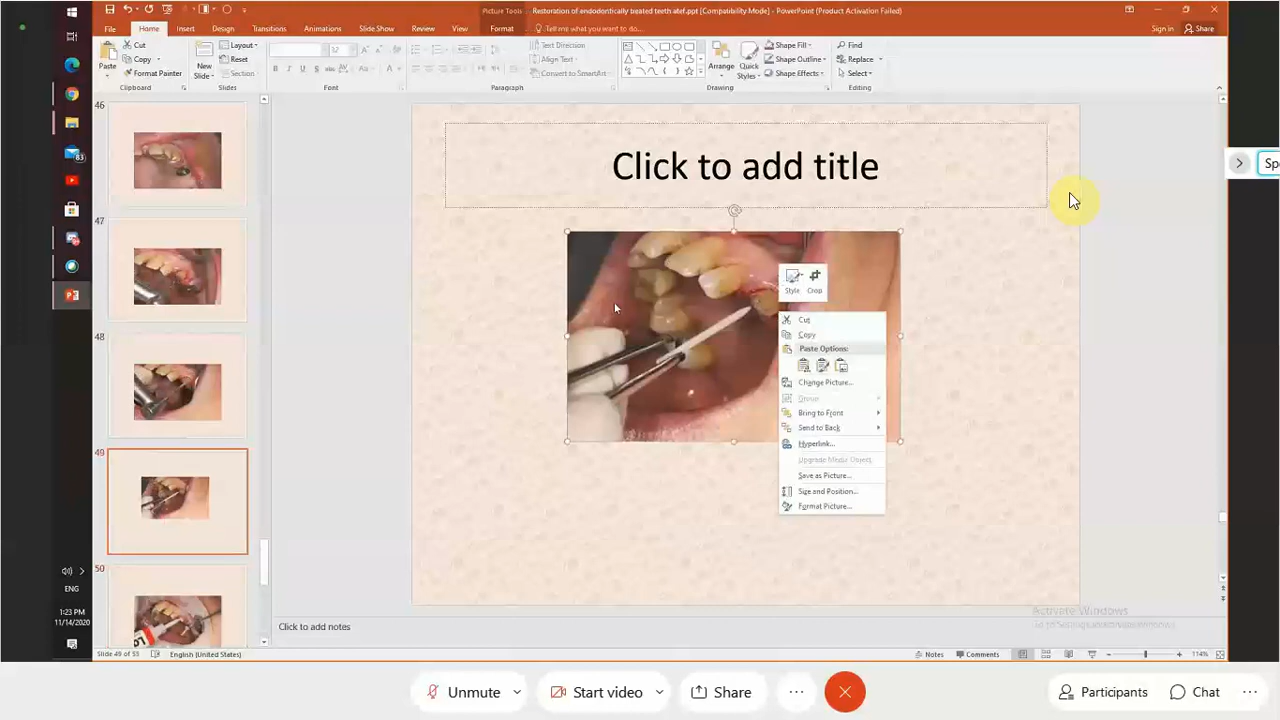 Picture Tools
Restoration of endodontically treated teeth atef.ppt [Compatibility Mode] - PowerPoint (Product Activation Failed)
File Home Insert Design Transitions Animations Slide Show Review View Format Tell me what you want to do... Sign in Share
Paste
Cut
Copy
Format Painter
Clipboard
New Slide
Layout
Reset
Section
Slides
Font
Text Direction
Align Text
Convert to SmartArt
Paragraph
Arrange
Quick Styles
Shape Fill
Shape Outline
Shape Effects
Drawing
Find
Replace
Select
Editing
46
47
48
49
50
83
Click to add title
Style Crop
Cut
Copy
Paste Options:
Change Picture...
Group
Bring to Front
Send to Back
Hyperlink...
Upgrade Media Object
Save as Picture...
Size and Position...
Format Picture...
Activate Windows
Click to add notes
ENG
1:23 PM
11/14/2020
Slide 49 of 53 English (United States) Notes Comments 114%
Unmute Start video Share Participants Chat